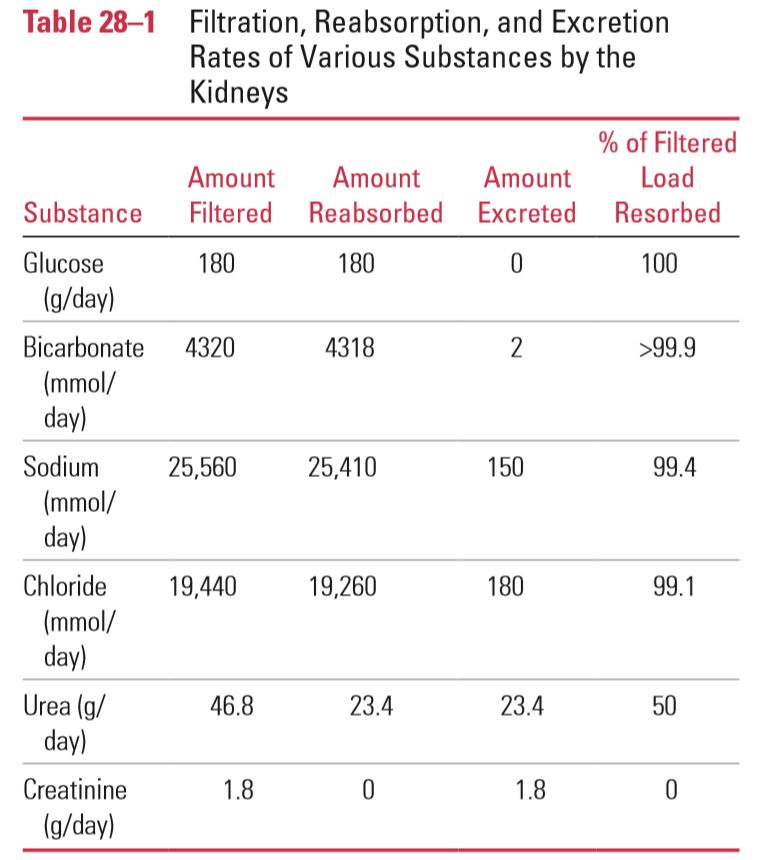 Table 28–1 Filtration, Reabsorption, and Excretion
Rates of Various Substances by the
Kidneys
% of Filtered
Amount Amount Amount Load
Substance Filtered Reabsorbed Excreted Resorbed
Glucose 180 180 0 100
(g/day)
Bicarbonate 4320 4318 2 >99.9
(mmol/
day)
Sodium 25,560 25,410 150 99.4
(mmol/
day)
Chloride 19,440 19,260 180 99.1
(mmol/
day)
Urea (g/ 46.8 23.4 23.4 50
day)
Creatinine 1.8 0 1.8 0
(g/day)